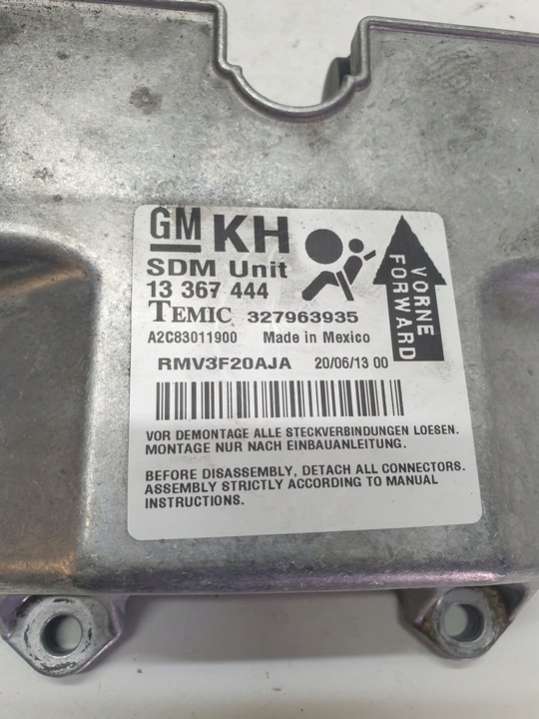 GM KH
SDM Unit
13 367 444
TEMIC 327963935
A2C83011900 Made in Mexico
RMV3F20AJA 20/06/13 00
VORNE
FORWARD
VOR DEMONTAGE ALLE STECKVERBINDUNGEN LOESEN.
MONTAGE NUR NACH EINBAUANLEITUNG.
BEFORE DISASSEMBLY, DETACH ALL CONNECTORS.
ASSEMBLY STRICTLY ACCORDING TO MANUAL
INSTRUCTIONS.